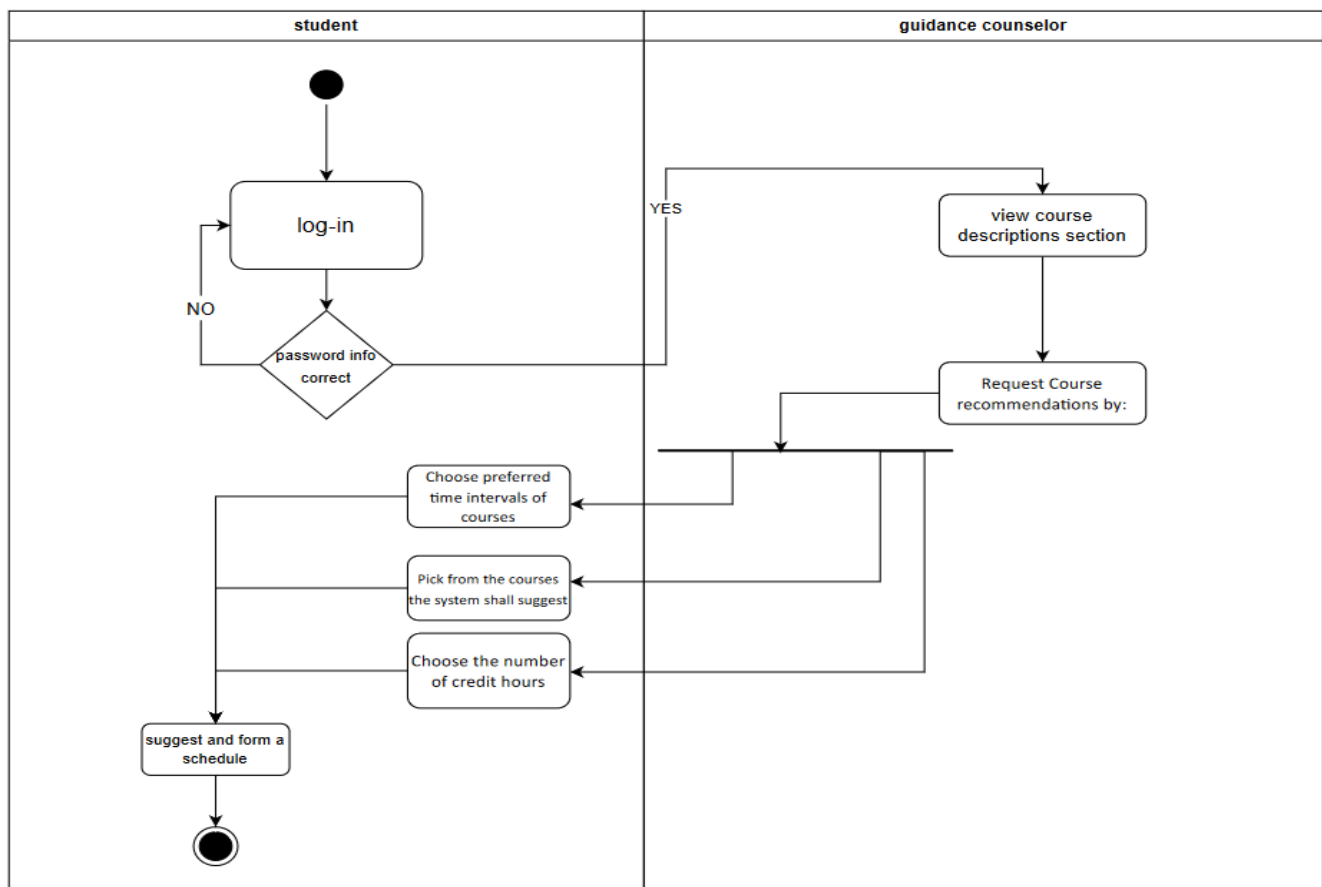 student
guidance counselor
log-in
YES
view course
descriptions section
NO
password info
correct
Request Course
recommendations by:
Choose preferred
time intervals of
courses
Pick from the courses
the system shall suggest
Choose the number
of credit hours
suggest and form a
schedule